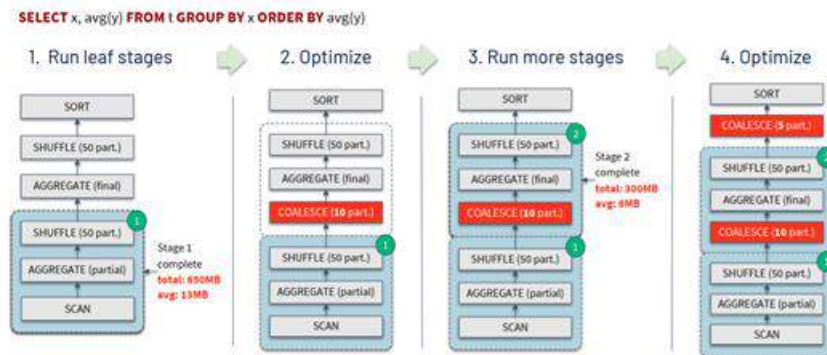 SELECT x, avg(y) FROM t GROUP BY x ORDER BY avg(y)
1. Run leaf stages
2. Optimize
3. Run more stages
4. Optimize
SORT
SHUFFLE (50 part.)
AGGREGATE (final)
SHUFFLE (50 part.)
1
AGGREGATE (partial)
SCAN
Stage 1
complete
total: 650MB
avg: 13MB
SORT
SHUFFLE (50 part.)
AGGREGATE (final)
COALESCE (10 part.)
SHUFFLE (50 part.)
1
AGGREGATE (partial)
SCAN
SORT
SHUFFLE (50 part.)
2
AGGREGATE (final)
COALESCE (10 part.)
SHUFFLE (50 part.)
1
AGGREGATE (partial)
SCAN
Stage 2
complete
total: 300MB
avg: 6MB
SORT
COALESCE (5 part.)
SHUFFLE (50 part.)
AGGREGATE (final)
COALESCE (10 part.)
SHUFFLE (50 part.)
AGGREGATE (partial)
SCAN